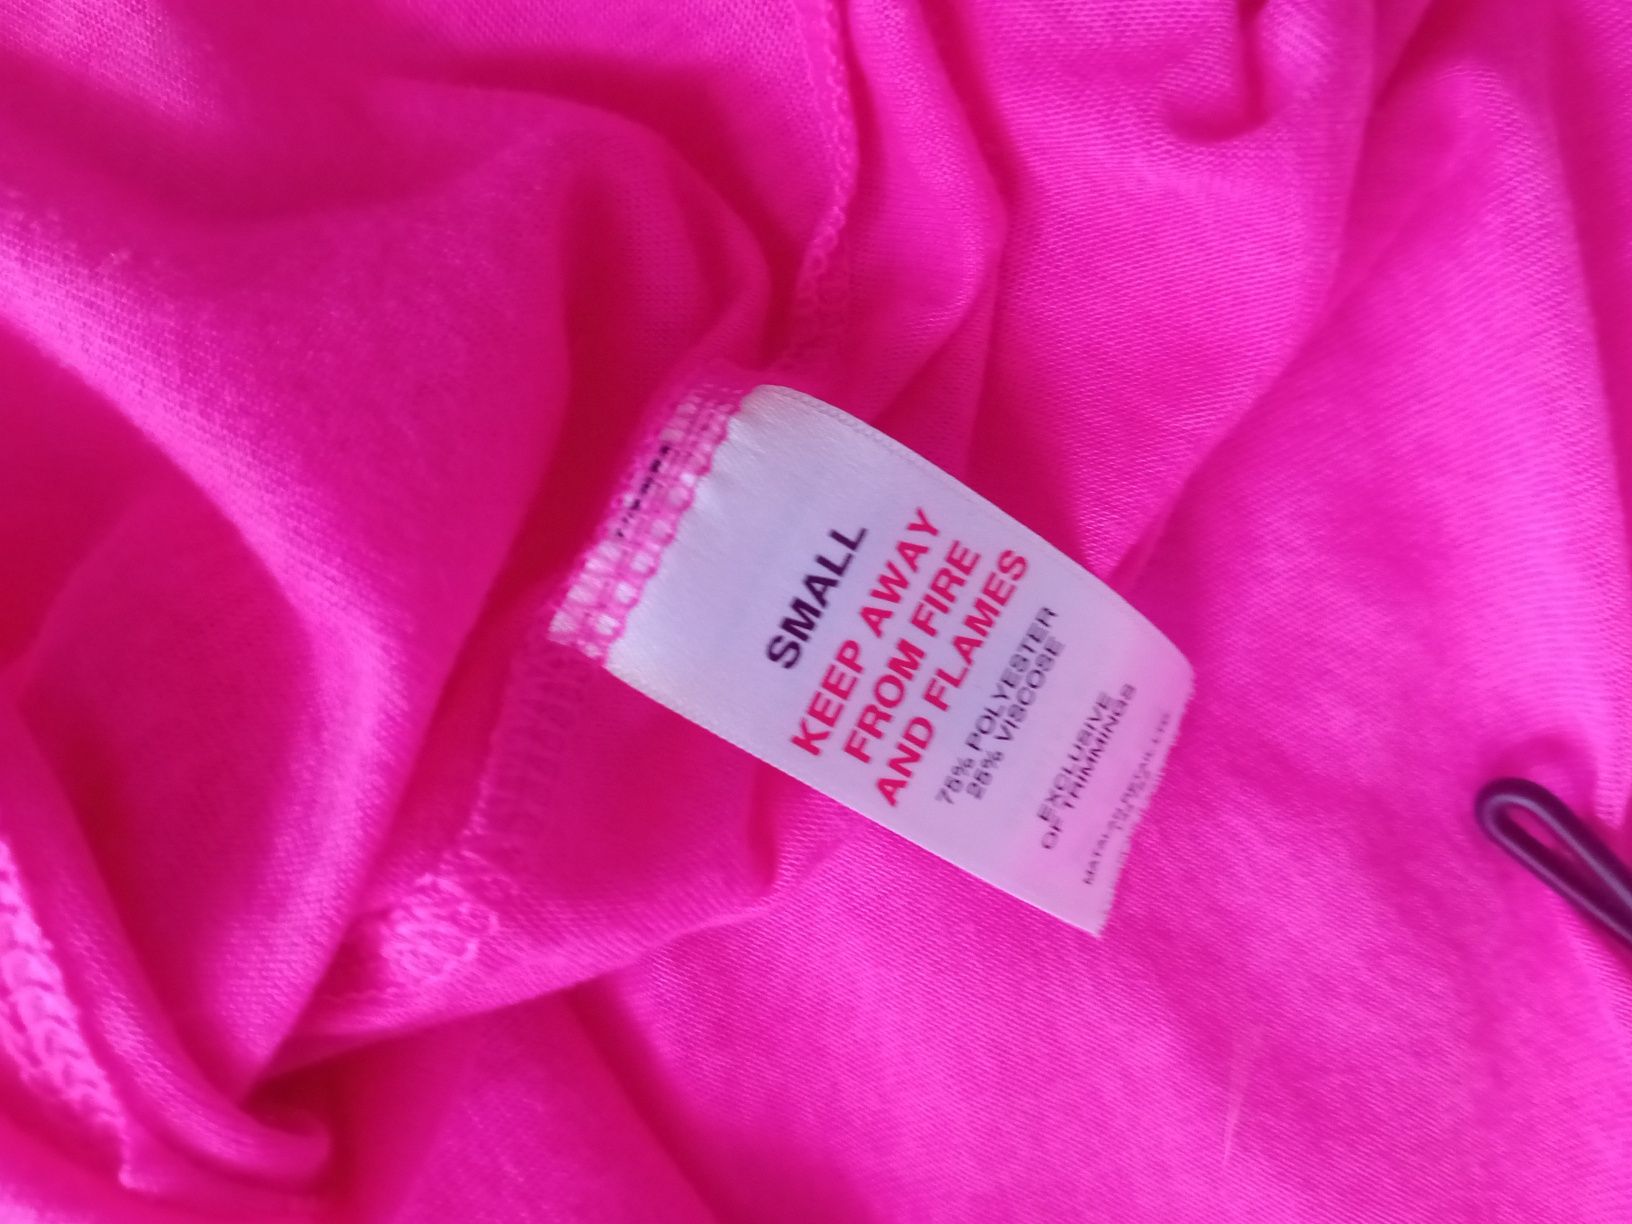 SMALL
KEEP AWAY
FROM FIRE
AND FLAMES
75% POLYESTER
25% VISCOSE
EXCLUSIVE
OF TRIMMINGS